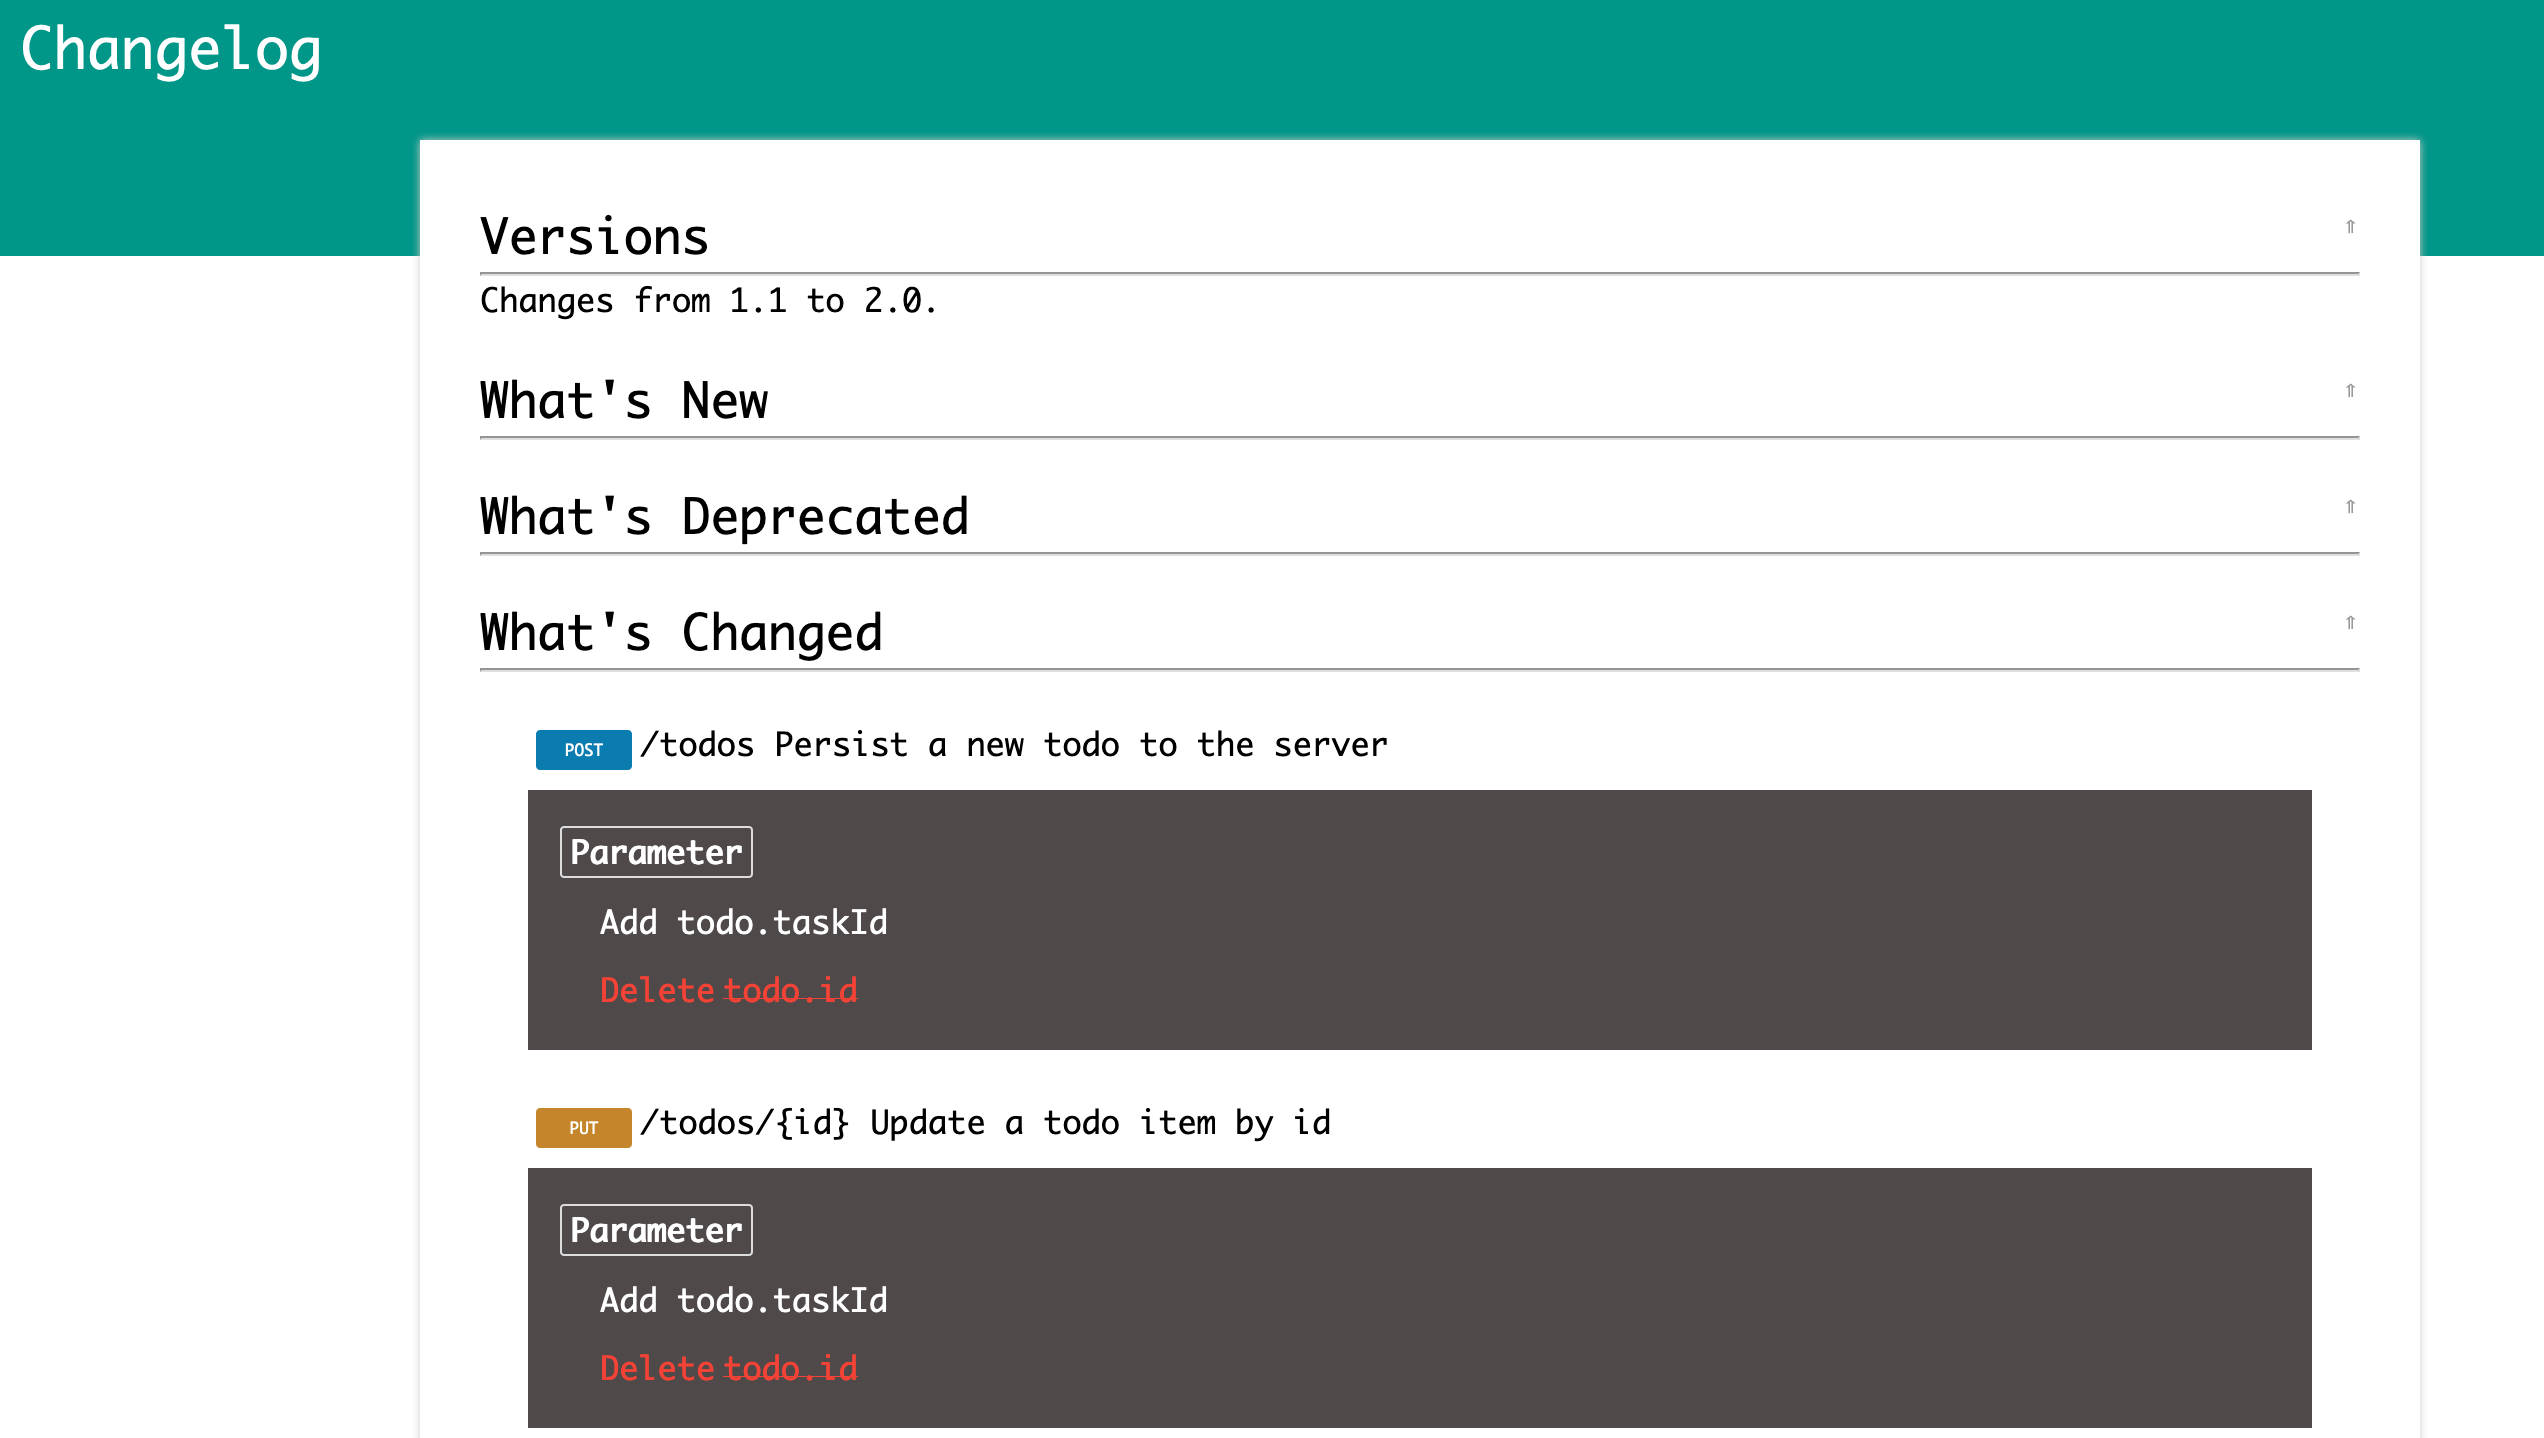 Changelog
Versions ⇑
Changes from 1.1 to 2.0.
What's New ⇑
What's Deprecated ⇑
What's Changed ⇑
POST /todos Persist a new todo to the server
Parameter
Add todo.taskId
Delete todo.id
PUT /todos/{id} Update a todo item by id
Parameter
Add todo.taskId
Delete todo.id